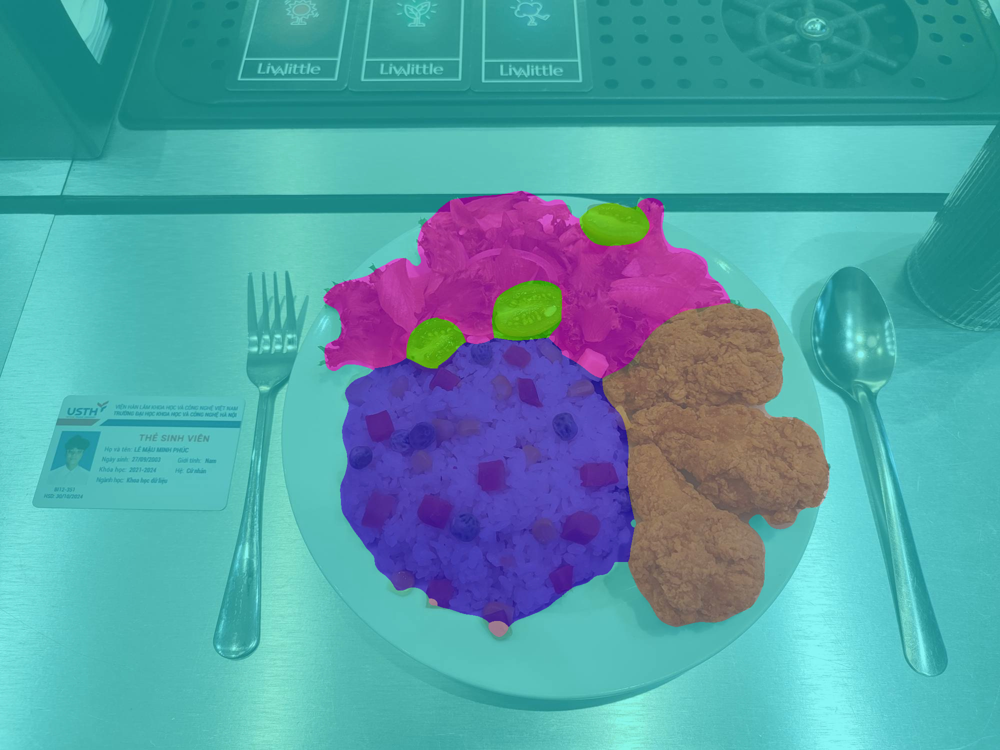 Livalittle
Livalittle
Livalittle
USTH
VIỆN HÀN LÂM KHOA HỌC VÀ CÔNG NGHỆ VIỆT NAM
TRƯỜNG ĐẠI HỌC KHOA HỌC VÀ CÔNG NGHỆ HÀ NỘI
THẺ SINH VIÊN
Họ và tên: LÊ MẬU MINH PHÚC
Ngày sinh: 27/09/2003 Giới tính: Nam
Khóa học: 2021-2024 Hệ: Cử nhân
Ngành học: Khoa học dữ liệu
BI12-351
HSD: 30/10/2024